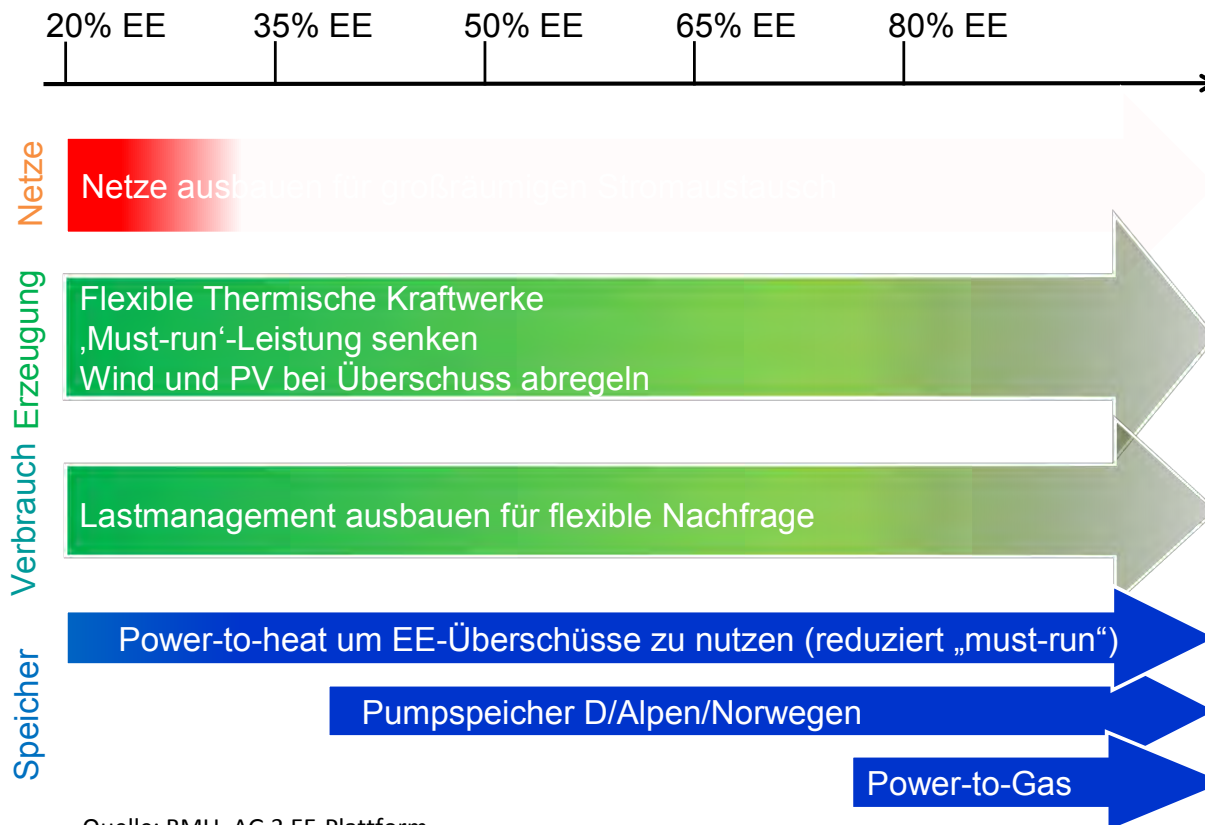 20% EE 35% EE 50% EE 65% EE 80% EE
Netze
Netze ausbauen für großräumigen Stromaustausch
Erzeugung
Flexible Thermische Kraftwerke
‚Must-run‘-Leistung senken
Wind und PV bei Überschuss abregeln
Verbrauch
Lastmanagement ausbauen für flexible Nachfrage
Speicher
Power-to-heat um EE-Überschüsse zu nutzen (reduziert „must-run“)
Pumpspeicher D/Alpen/Norwegen
Power-to-Gas